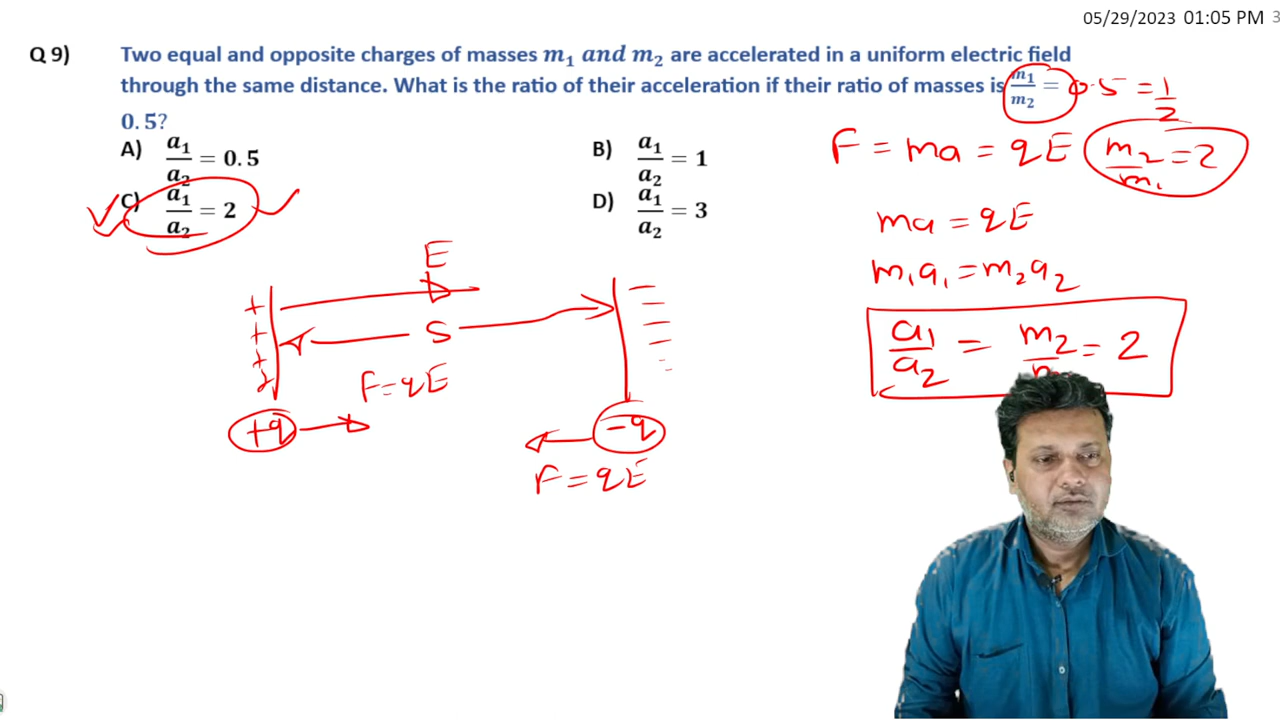 05/29/2023 01:05 PM 3
Q 9) Two equal and opposite charges of masses m₁ and m₂ are accelerated in a uniform electric field
through the same distance. What is the ratio of their acceleration if their ratio of masses is m₁/m₂ =
0.5?
0.5 = 1/2
A) a₁/a₂ = 0.5
B) a₁/a₂ = 1
C) a₁/a₂ = 2
D) a₁/a₂ = 3
F = ma = qE
m₂/m₁ = 2
ma = qE
m₁a₁ = m₂a₂
a₁/a₂ = m₂/ = 2
E
+ −
+ −
S
+ −
+ −
F = qE
+q
−q
F = qE